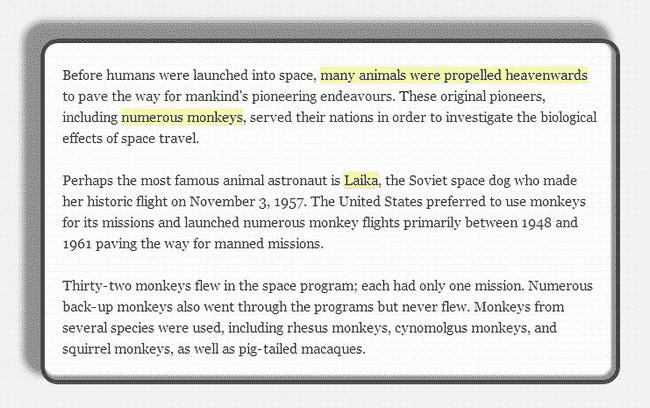 Before humans were launched into space, many animals were propelled heavenwards
to pave the way for mankind's pioneering endeavours. These original pioneers,
including numerous monkeys, served their nations in order to investigate the biological
effects of space travel.
Perhaps the most famous animal astronaut is Laika, the Soviet space dog who made
her historic flight on November 3, 1957. The United States preferred to use monkeys
for its missions and launched numerous monkey flights primarily between 1948 and
1961 paving the way for manned missions.
Thirty-two monkeys flew in the space program; each had only one mission. Numerous
back-up monkeys also went through the programs but never flew. Monkeys from
several species were used, including rhesus monkeys, cynomolgus monkeys, and
squirrel monkeys, as well as pig-tailed macaques.